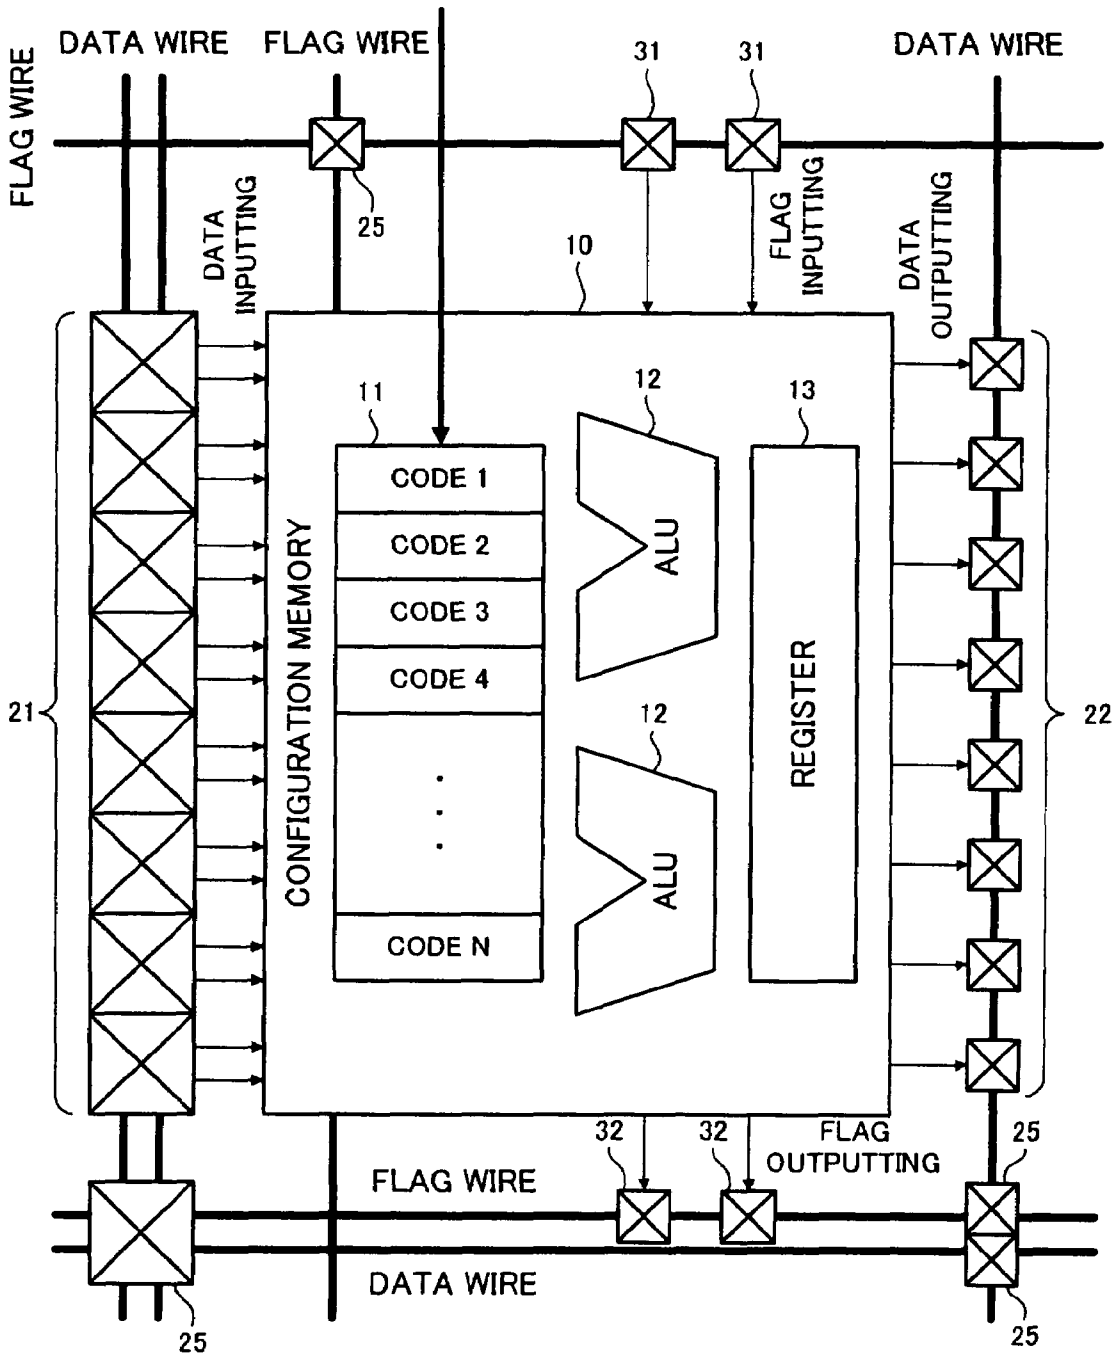 DATA WIRE
FLAG WIRE
DATA WIRE
FLAG WIRE
31
31
25
DATA
INPUTTING
10
FLAG
INPUTTING
DATA
OUTPUTTING
11
12
13
CODE 1
CODE 2
CODE 3
CODE 4
CODE N
CONFIGURATION MEMORY
ALU
REGISTER
21
12
22
ALU
32
32
FLAG
OUTPUTTING
25
FLAG WIRE
DATA WIRE
25
25